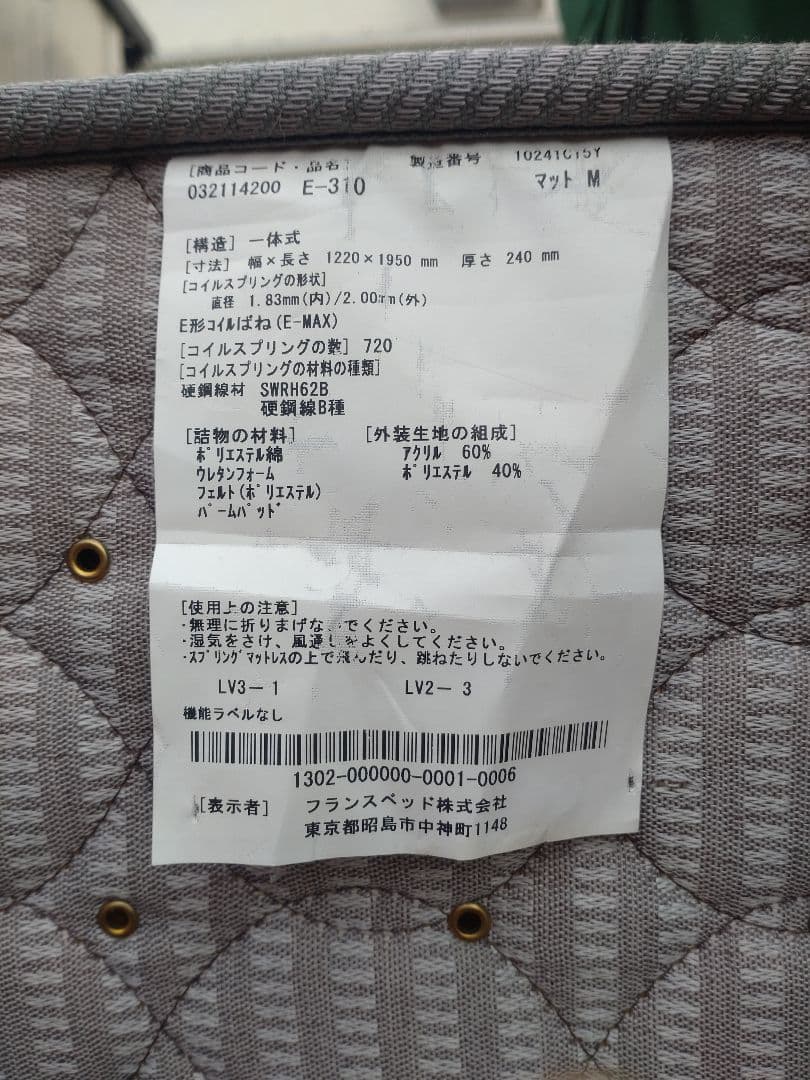 [商品コード・品名] 製造番号 10241C15Y
032114200 E-310 マット M
[構造] 一体式
[寸法] 幅×長さ 1220×1950 mm 厚さ 240 mm
[コイルスプリングの形状]
直径 1.83mm(内)/2.00mm(外)
E形コイルばね(E-MAX)
[コイルスプリングの数] 720
[コイルスプリングの材料の種類]
硬鋼線材 SWRH62B
硬鋼線B種
[詰物の材料] [外装生地の組成]
ポリエステル綿 アクリル 60%
ウレタンフォーム ポリエステル 40%
フェルト(ポリエステル)
パームパッド
[使用上の注意]
・無理に折りまげないでください。
・湿気をさけ、風通しをよくしてください。
・スプリングマットレスの上で飛んだり、跳ねたりしないでください。
LV3-1 LV2-3
機能ラベルなし
1302-000000-0001-0006
[表示者] フランスベッド株式会社
東京都昭島市中神町1148